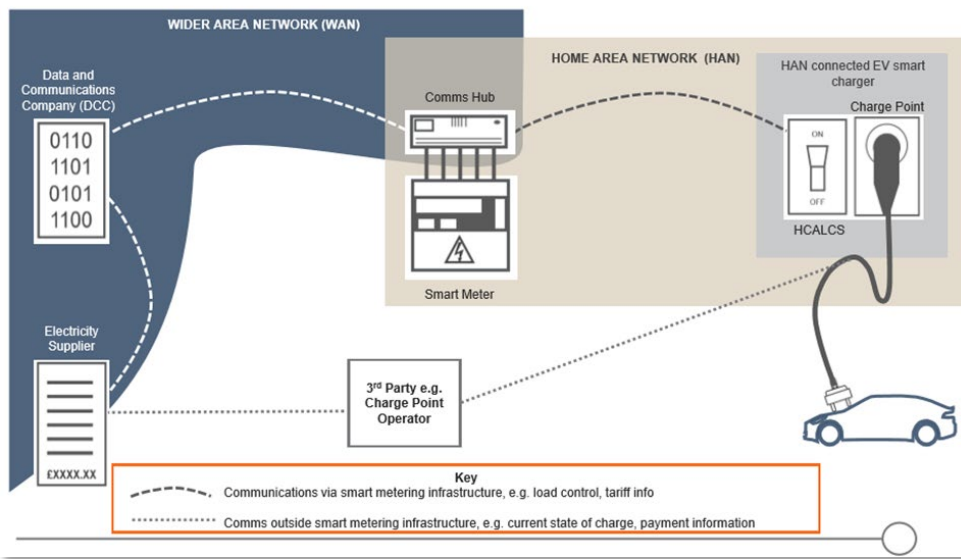 WIDER AREA NETWORK (WAN)
HOME AREA NETWORK (HAN)
Data and
Communications
Company (DCC)
0110
1101
0101
1100
Comms Hub
HAN connected EV smart
charger
Charge Point
ON
OFF
HCALCS
Smart Meter
Electricity
Supplier
£XXXX.XX
3rd Party e.g.
Charge Point
Operator
Key
Communications via smart metering infrastructure, e.g. load control, tariff info
Comms outside smart metering infrastructure, e.g. current state of charge, payment information